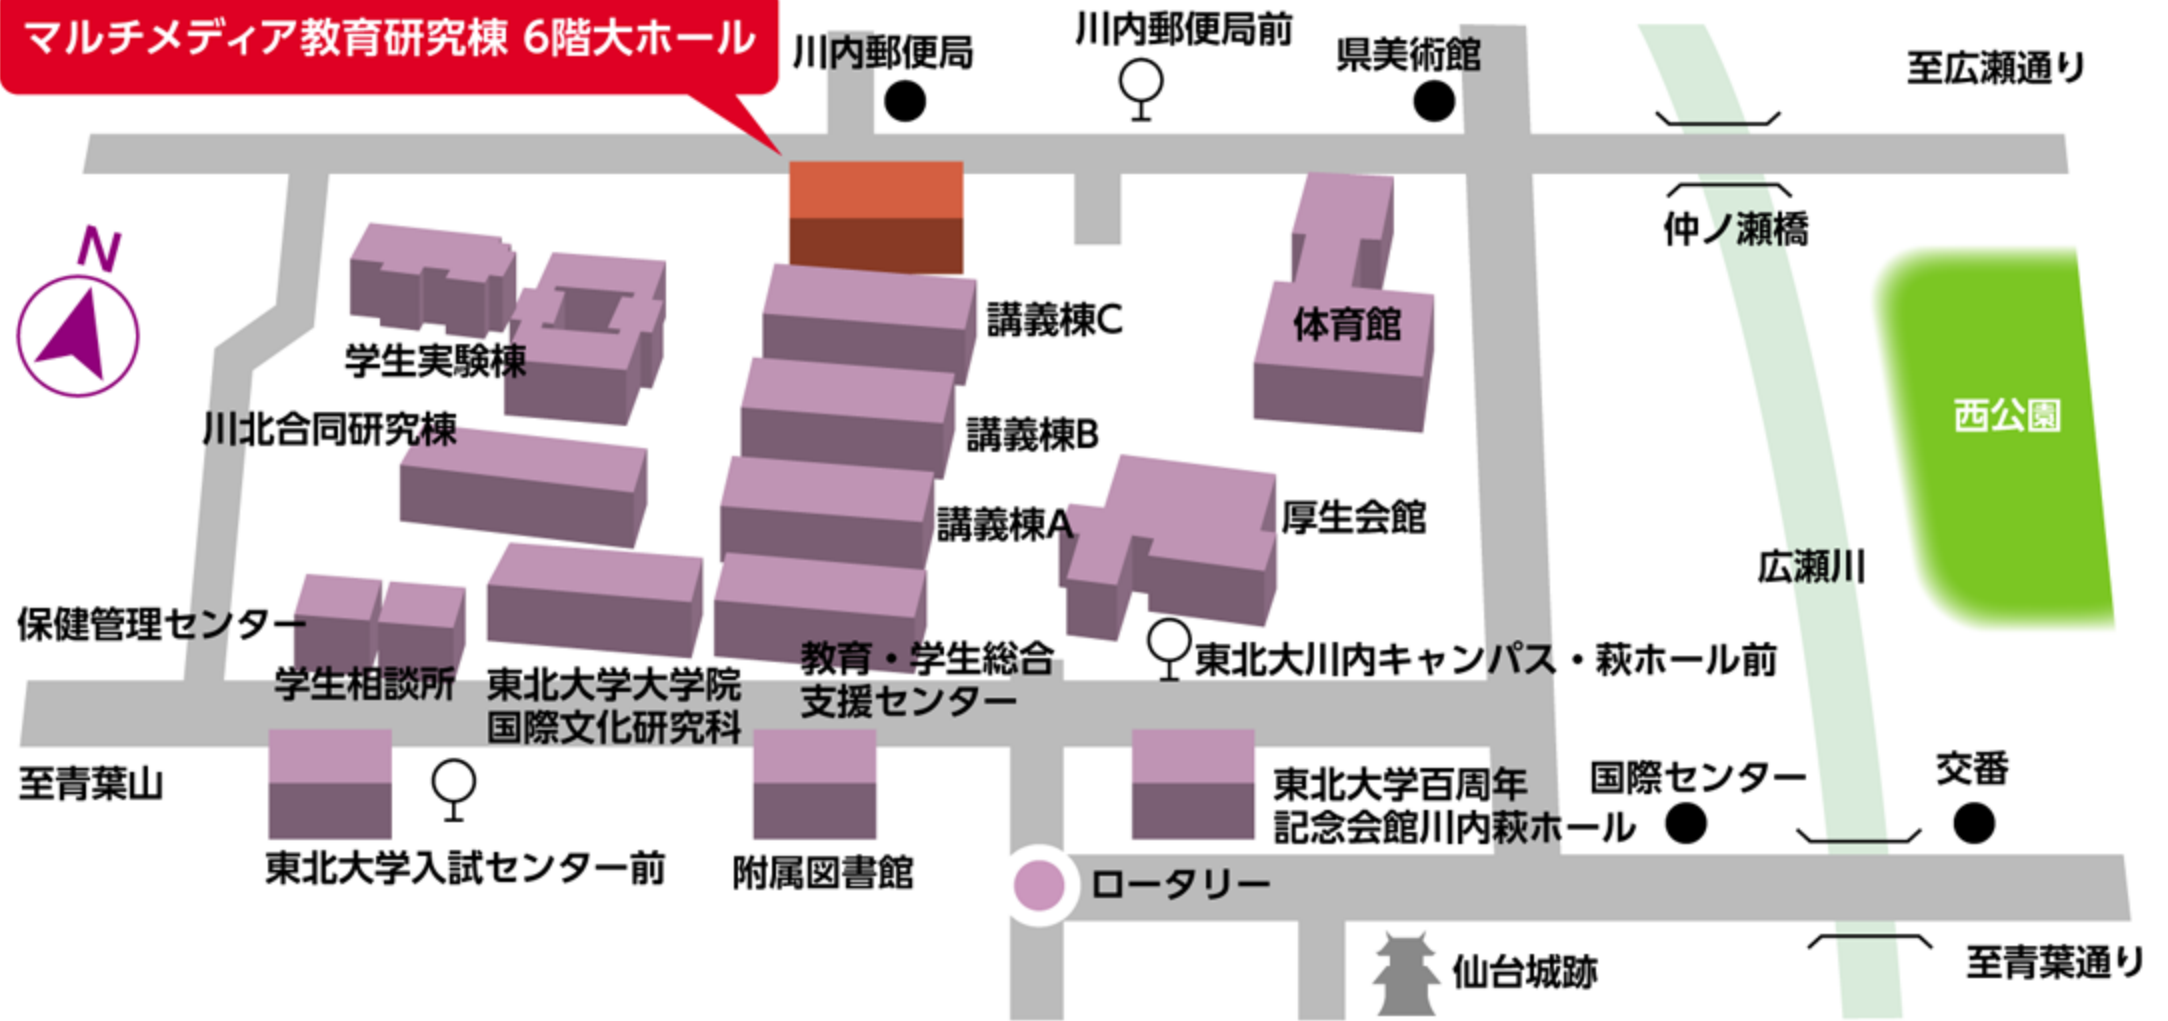 マルチメディア教育研究棟 6階大ホール
川内郵便局
川内郵便局前
県美術館
至広瀬通り
N
仲ノ瀬橋
学生実験棟
講義棟C
体育館
川北合同研究棟
講義棟B
西公園
講義棟A
厚生会館
広瀬川
保健管理センター
学生相談所
東北大学大学院
国際文化研究科
教育・学生総合
支援センター
東北大川内キャンパス・萩ホール前
至青葉山
東北大学入試センター前
附属図書館
東北大学百周年
記念会館川内萩ホール
国際センター
交番
ロータリー
仙台城跡
至青葉通り